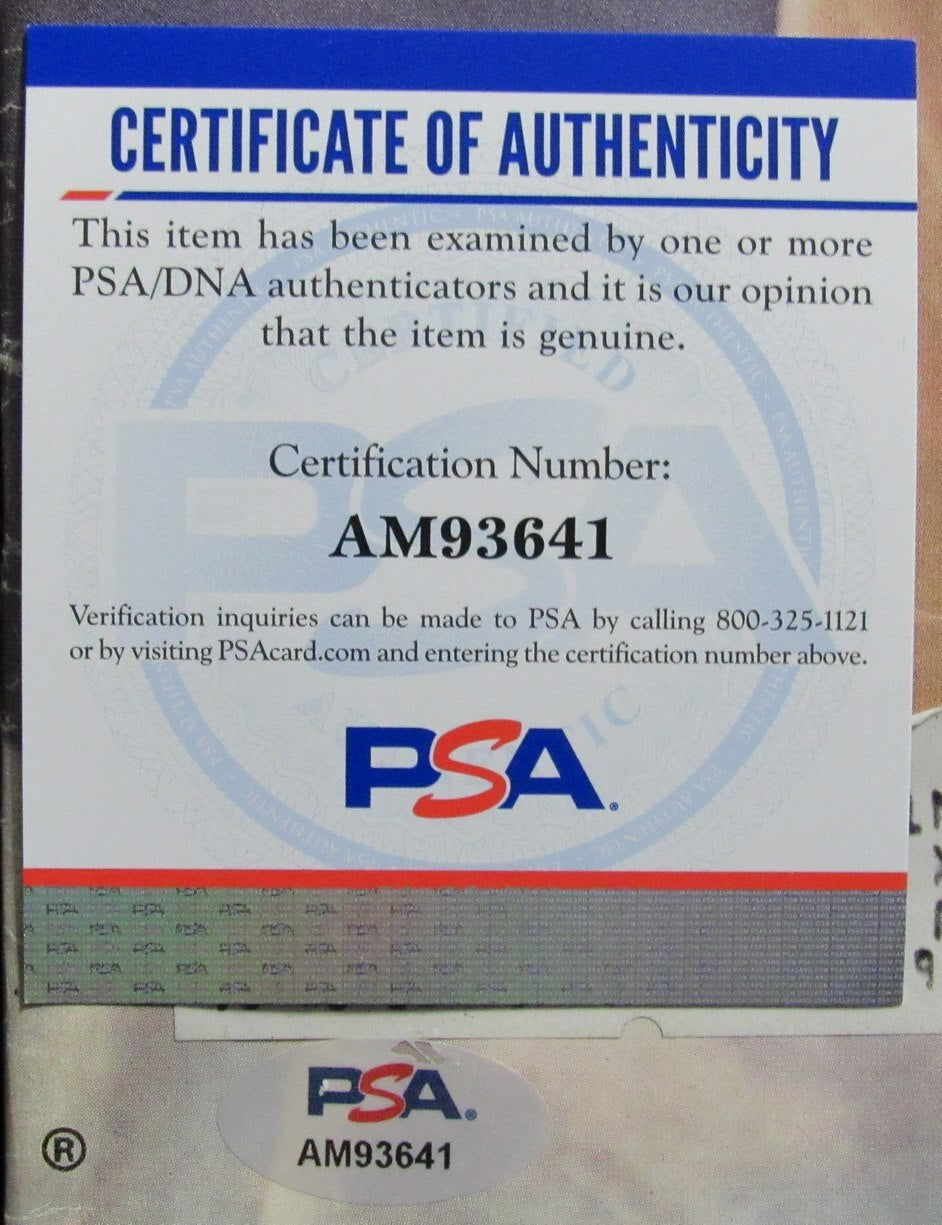 CERTIFICATE OF AUTHENTICITY
This item has been examined by one or more
PSA/DNA authenticators and it is our opinion
that the item is genuine.
CERTIFIED
PSA
Certification Number:
AM93641
Verification inquiries can be made to PSA by calling 800-325-1121
or by visiting PSAcard.com and entering the certification number above.
PSA.
PSA.
AM93641
®